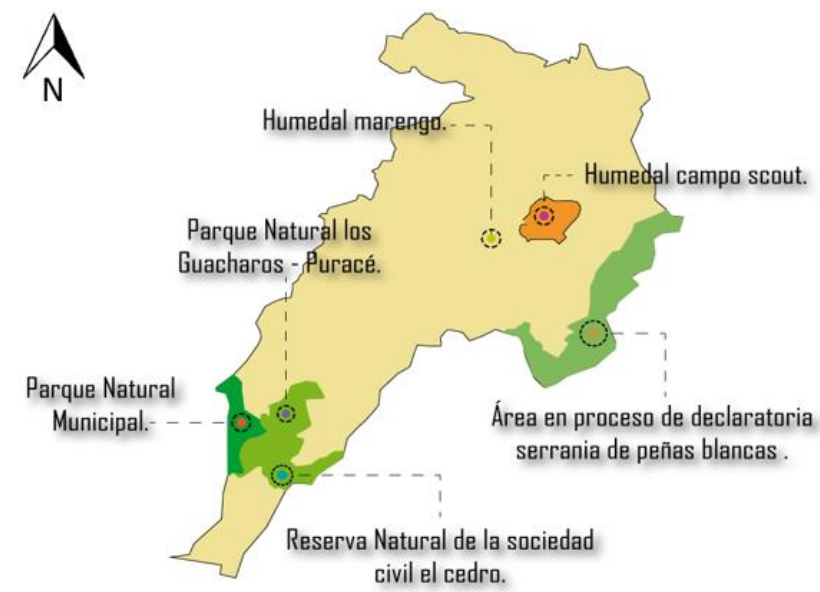 N
Humedal marengo.
Humedal campo scout.
Parque Natural los
Guacharos - Puracé.
Parque Natural
Municipal.
Área en proceso de declaratoria
serrania de peñas blancas .
Reserva Natural de la sociedad
civil el cedro.